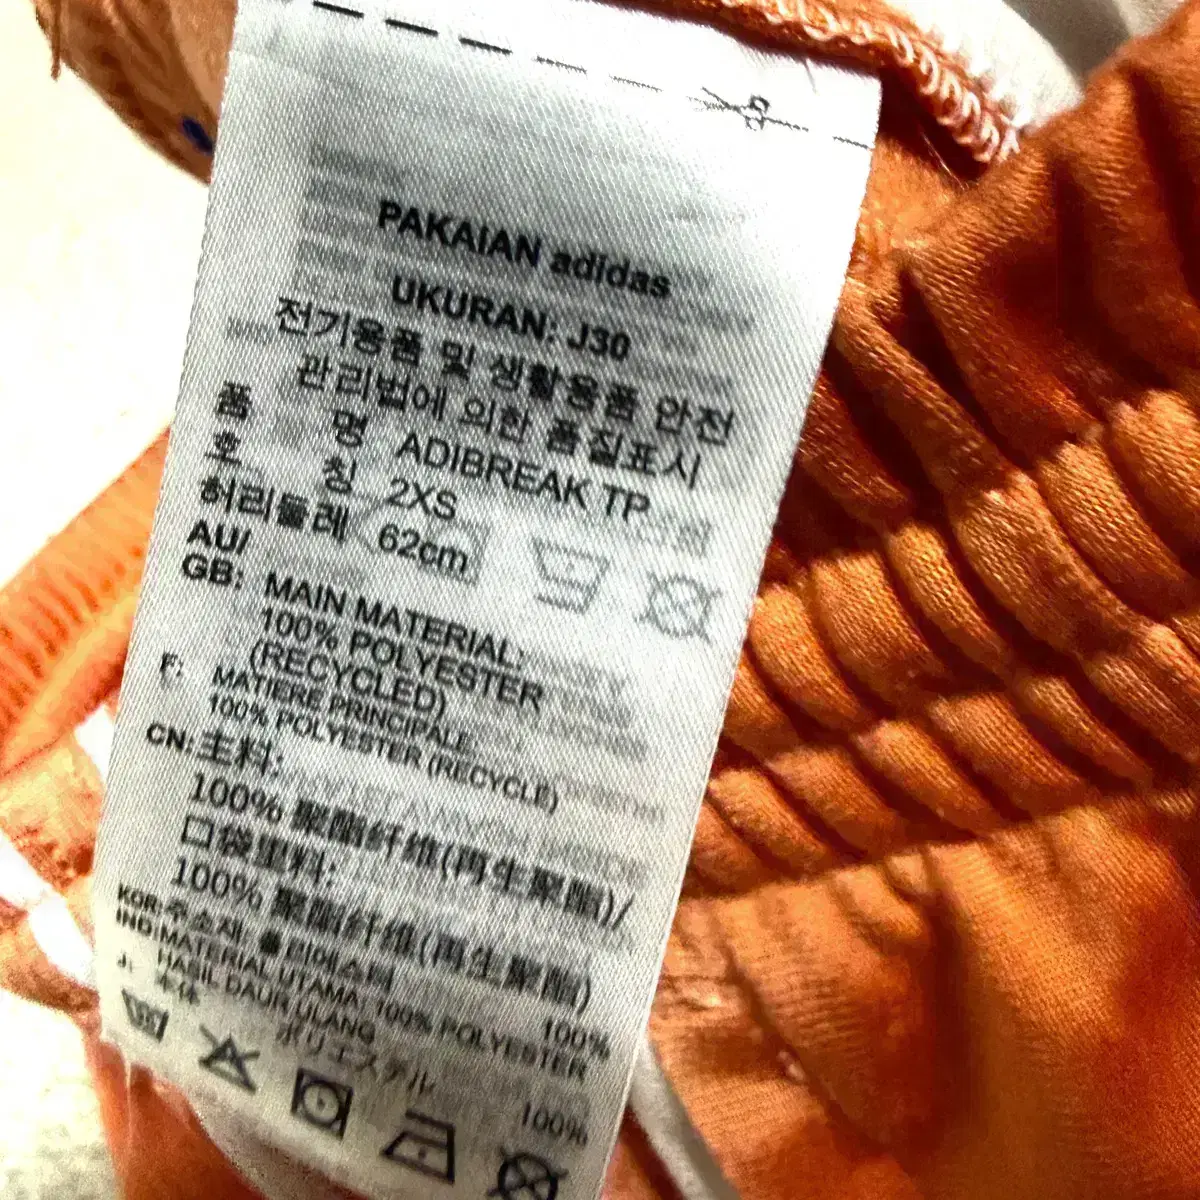 PAKAIAN adidas
UKURAN: J30
전기용품 및 생활용품 안전
관리법에 의한 품질표시
품 명 ADIBREAK TP
호 칭 2XS
허리둘레 62cm
AU/
GB: MAIN MATERIAL:
100% POLYESTER
(RECYCLED)
F: MATIERE PRINCIPALE
100% POLYESTER (RECYCLE)
CN: 主料:
100% 聚酯纤维(再生聚酯)/
口袋里料:
100% 聚酯纤维(再生聚酯)
KOR: 주소재: 폴리에스터 100%
IND: MATERIAL UTAMA: 100% POLYESTER
HASIL DAUR ULANG
J: 本体
ポリエステル 100%